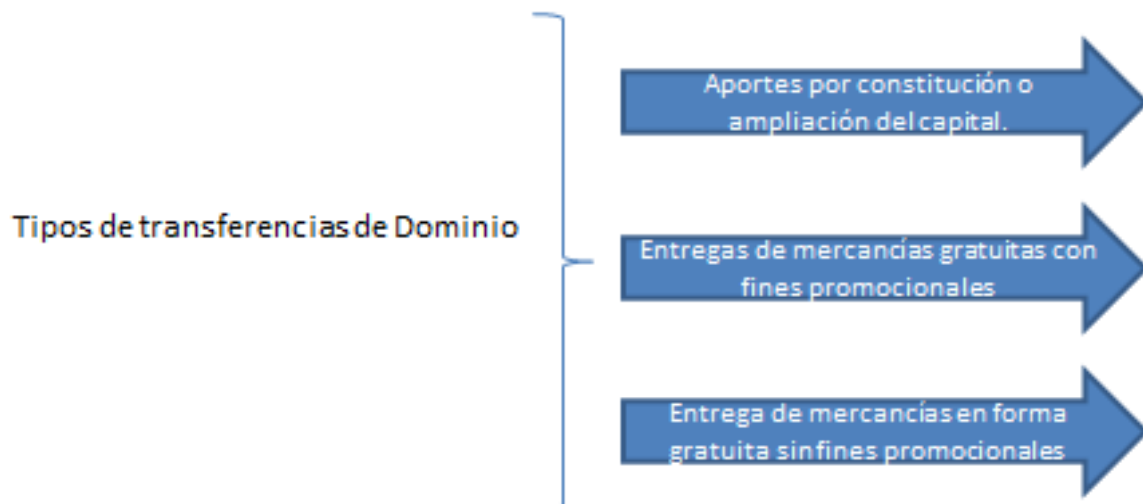 Tipos de transferencias de Dominio
Aportes por constitución o
ampliación del capital.
Entregas de mercancías gratuitas con
fines promocionales
Entrega de mercancías en forma
gratuita sin fines promocionales